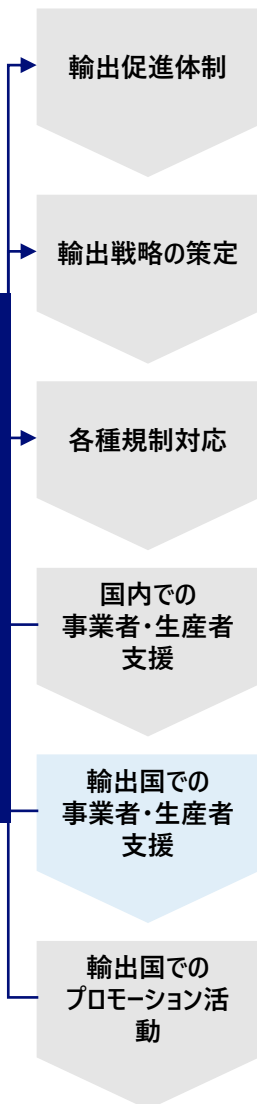 輸出促進体制
輸出戦略の策定
各種規制対応
国内での
事業者・生産者
支援
輸出国での
事業者・生産者
支援
輸出国での
プロモーション活
動